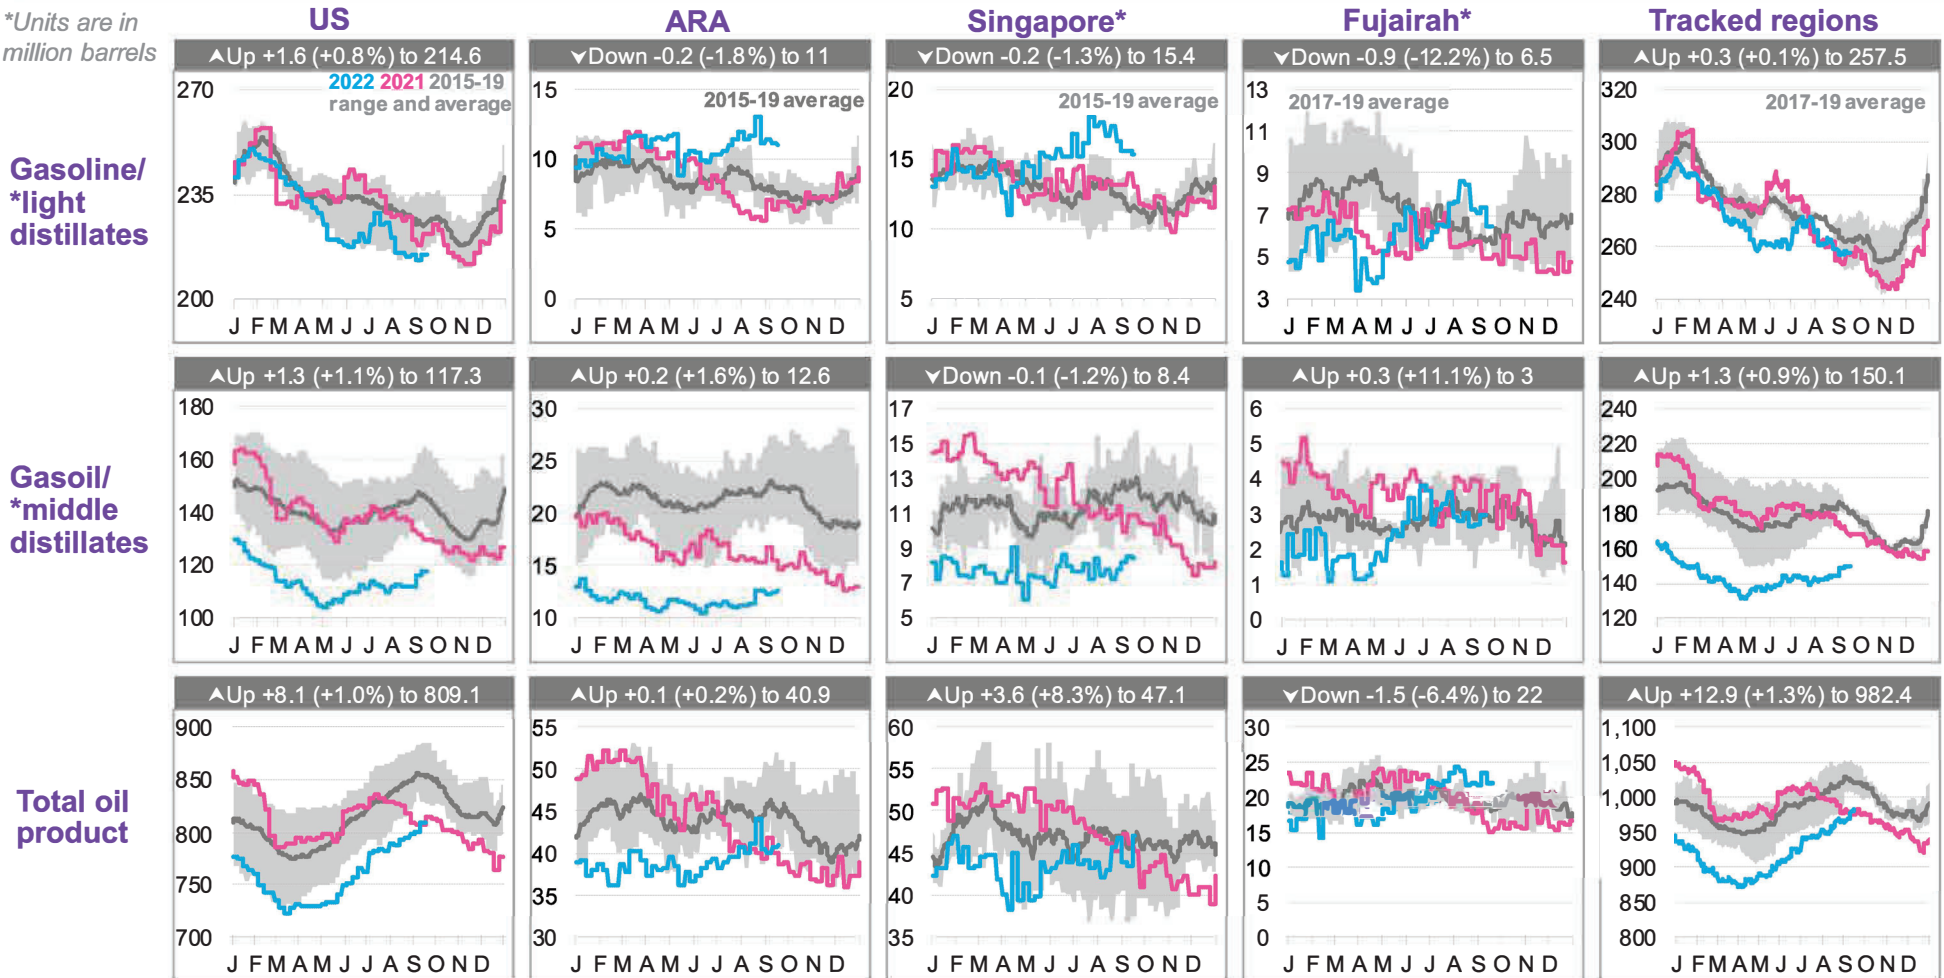 *Units are in
million barrels
US
ARA
Singapore*
Fujairah*
Tracked regions
Gasoline/
*light
distillates
Up +1.6 (+0.8%) to 214.6
2022 2021 2015-19
range and average
270
235
200
J F M A M J J A S O N D
Down -0.2 (-1.8%) to 11
2015-19 average
15
10
5
0
J F M A M J J A S O N D
Down -0.2 (-1.3%) to 15.4
2015-19 average
20
15
10
5
J F M A M J J A S O N D
Down -0.9 (-12.2%) to 6.5
2017-19 average
13
11
9
7
5
3
J F M A M J J A S O N D
Up +0.3 (+0.1%) to 257.5
2017-19 average
320
300
280
260
240
J F M A M J J A S O N D
Gasoil/
*middle
distillates
Up +1.3 (+1.1%) to 117.3
180
160
140
120
100
J F M A M J J A S O N D
Up +0.2 (+1.6%) to 12.6
30
25
20
15
10
J F M A M J J A S O N D
Down -0.1 (-1.2%) to 8.4
17
15
13
11
9
7
5
J F M A M J J A S O N D
Up +0.3 (+11.1%) to 3
6
5
4
3
2
1
0
J F M A M J J A S O N D
Up +1.3 (+0.9%) to 150.1
240
220
200
180
160
140
120
J F M A M J J A S O N D
Total oil
product
Up +8.1 (+1.0%) to 809.1
900
850
800
750
700
J F M A M J J A S O N D
Up +0.1 (+0.2%) to 40.9
55
50
45
40
35
30
J F M A M J J A S O N D
Up +3.6 (+8.3%) to 47.1
60
55
50
45
40
35
J F M A M J J A S O N D
Down -1.5 (-6.4%) to 22
30
25
20
15
10
5
0
J F M A M J J A S O N D
Up +12.9 (+1.3%) to 982.4
1,100
1,050
1,000
950
900
850
800
J F M A M J J A S O N D